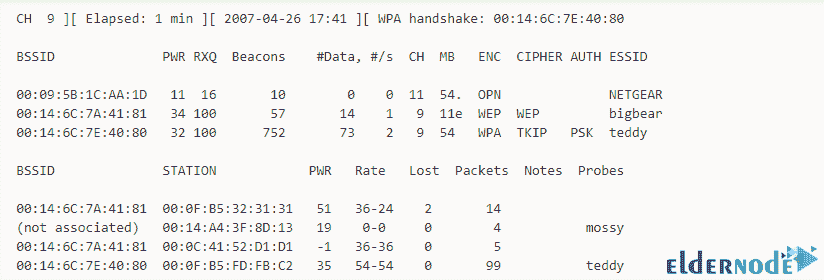 CH 9 ][ Elapsed: 1 min ][ 2007-04-26 17:41 ][ WPA handshake: 00:14:6C:7E:40:80
BSSID PWR RXQ Beacons #Data, #/s CH MB ENC CIPHER AUTH ESSID
00:09:5B:1C:AA:1D 11 16 10 0 0 11 54. OPN NETGEAR
00:14:6C:7A:41:81 34 100 57 14 1 9 11e WEP WEP bigbear
00:14:6C:7E:40:80 32 100 752 73 2 9 54 WPA TKIP PSK teddy
BSSID STATION PWR Rate Lost Packets Notes Probes
00:14:6C:7A:41:81 00:0F:B5:32:31:31 51 36-24 2 14
(not associated) 00:14:A4:3F:8D:13 19 0-0 0 4 mossy
00:14:6C:7A:41:81 00:0C:41:52:D1:D1 -1 36-36 0 5
00:14:6C:7E:40:80 00:0F:B5:FD:FB:C2 35 54-54 0 99 teddy
ELDERNODE